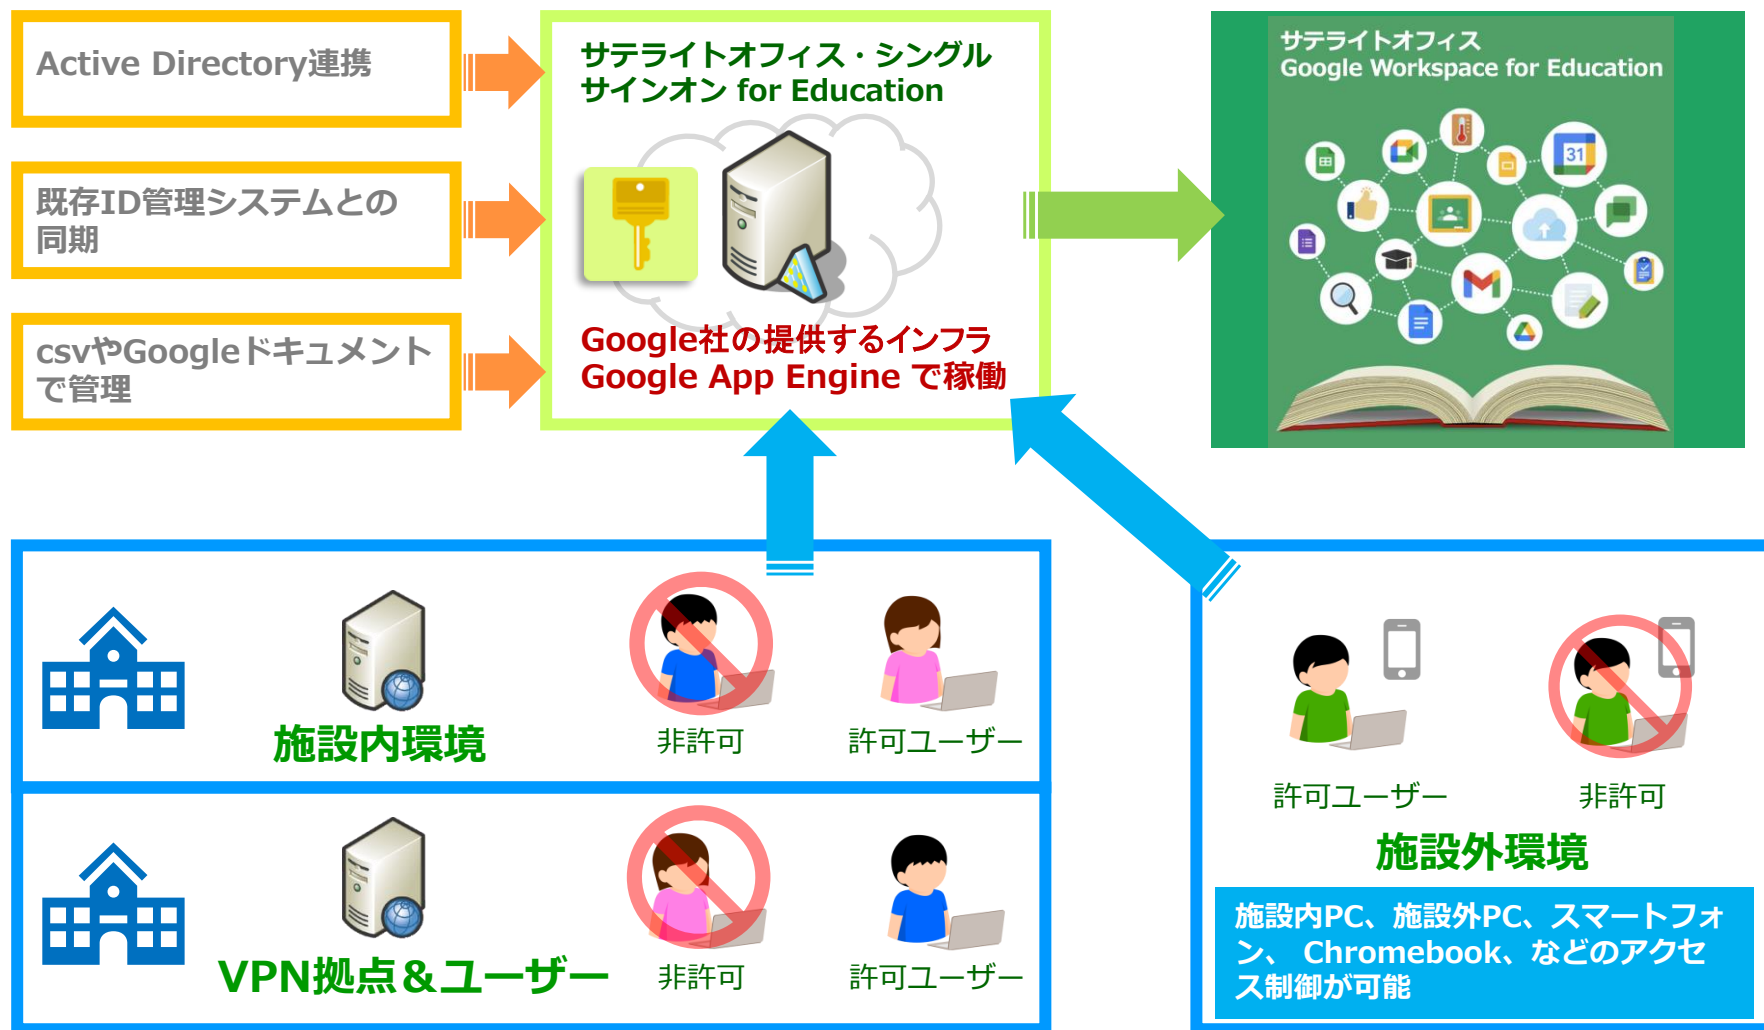 Active Directory連携
既存ID管理システムとの
同期
csvやGoogleドキュメント
で管理
サテライトオフィス・シングル
サインオン for Education
Google社の提供するインフラ
Google App Engine で稼働
サテライトオフィス
Google Workspace for Education
31
施設内環境
非許可
許可ユーザー
VPN拠点＆ユーザー
非許可
許可ユーザー
許可ユーザー
非許可
施設外環境
施設内PC、施設外PC、スマートフォ
ン、 Chromebook、などのアクセ
ス制御が可能